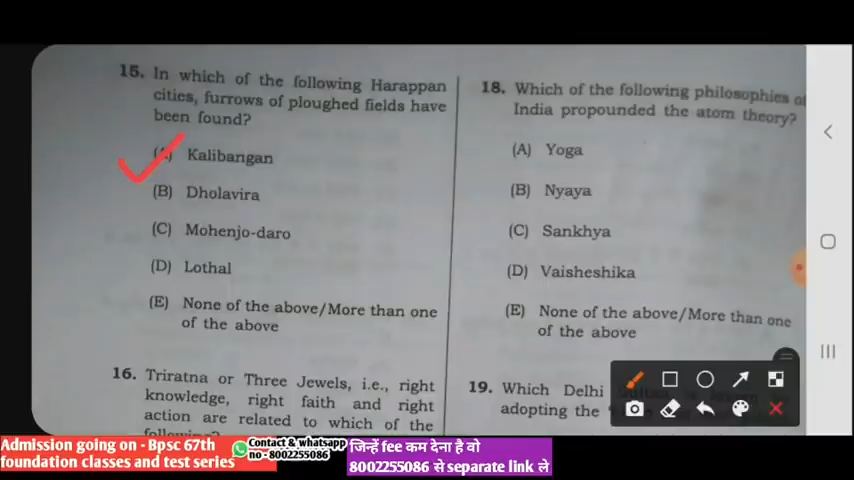 15. In which of the following Harappan
cities, furrows of ploughed fields have
been found?
(A) Kalibangan
(B) Dholavira
(C) Mohenjo-daro
(D) Lothal
(E) None of the above/More than one
of the above
16. Triratna or Three Jewels, i.e., right
knowledge, right faith and right
action are related to which of the
following?
18. Which of the following philosophies of
India propounded the atom theory?
(A) Yoga
(B) Nyaya
(C) Sankhya
(D) Vaisheshika
(E) None of the above/More than one
of the above
19. Which Delhi
adopting the
Admission going on - Bpsc 67th
foundation classes and test series
Contact & whatsapp
no - 8002255086
जिन्हें fee कम देना है वो
8002255086 से separate link ले